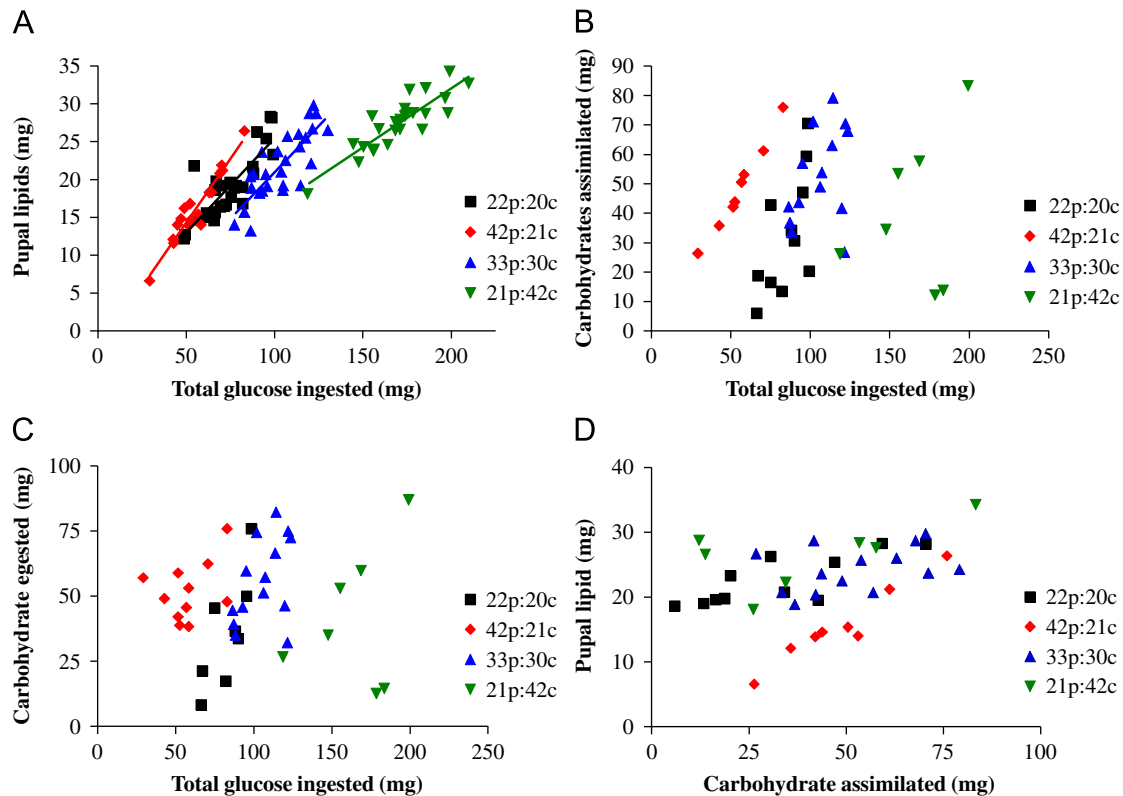 A
Pupal lipids (mg)
35
30
25
20
15
10
5
0
0
50
100
150
200
Total glucose ingested (mg)
22p:20c
42p:21c
33p:30c
21p:42c
B
Carbohydrates assimilated (mg)
90
80
70
60
50
40
30
20
10
0
0
50
100
150
200
250
Total glucose ingested (mg)
22p:20c
42p:21c
33p:30c
21p:42c
C
Carbohydrate egested (mg)
100
75
50
25
0
0
50
100
150
200
250
Total glucose ingested (mg)
22p:20c
42p:21c
33p:30c
21p:42c
D
Pupal lipid (mg)
40
30
20
10
0
0
25
50
75
100
Carbohydrate assimilated (mg)
22p:20c
42p:21c
33p:30c
21p:42c